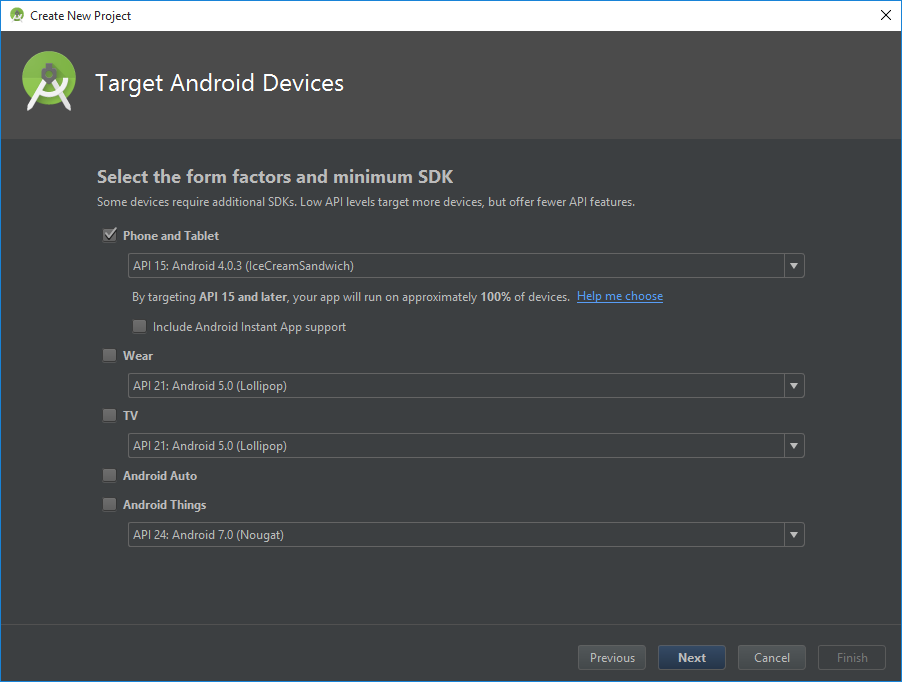 Create New Project
Target Android Devices
Select the form factors and minimum SDK
Some devices require additional SDKs. Low API levels target more devices, but offer fewer API features.
Phone and Tablet
API 15: Android 4.0.3 (IceCreamSandwich)
By targeting API 15 and later, your app will run on approximately 100% of devices. Help me choose
Include Android Instant App support
Wear
API 21: Android 5.0 (Lollipop)
TV
API 21: Android 5.0 (Lollipop)
Android Auto
Android Things
API 24: Android 7.0 (Nougat)
Previous Next Cancel Finish